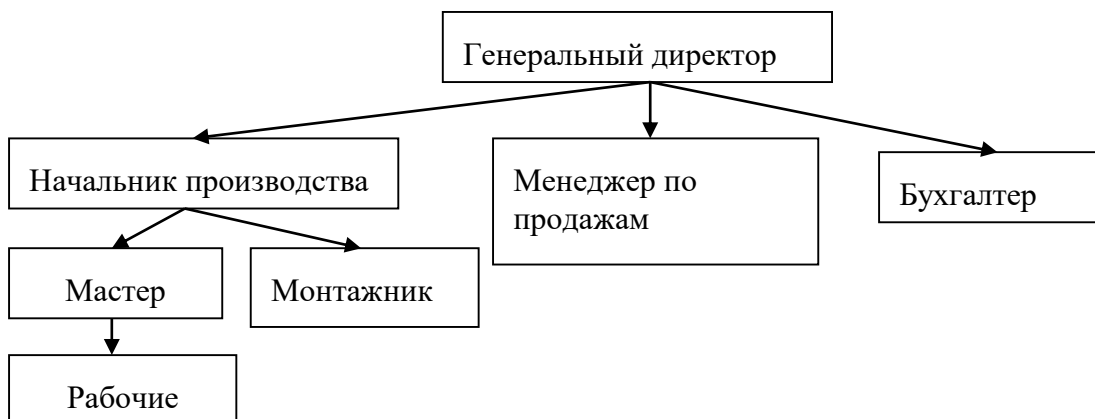 Генеральный директор
Начальник производства
Менеджер по
продажам
Бухгалтер
Мастер
Монтажник
Рабочие